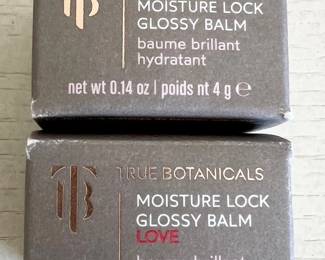 MOISTURE LOCK
GLOSSY BALM
baume brillant
hydratant
net wt 0.14 oz | poids nt 4 g e
TB TRUE BOTANICALS
MOISTURE LOCK
GLOSSY BALM
LOVE